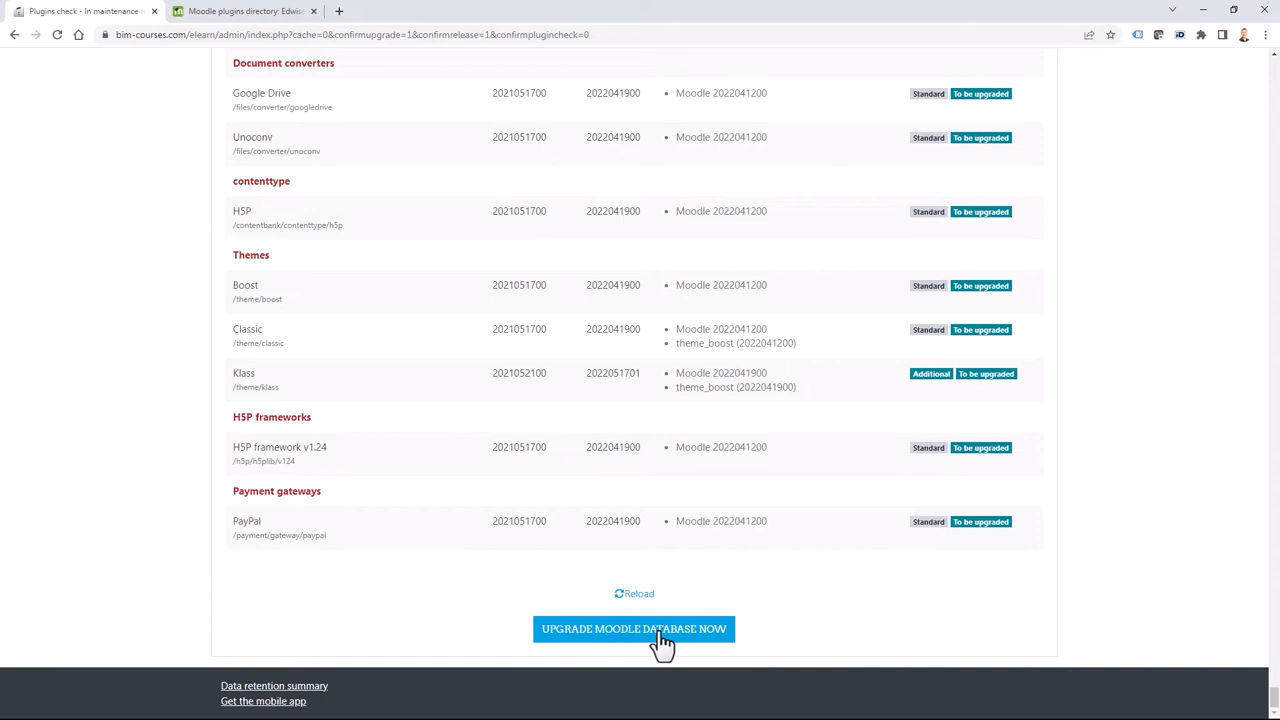 Plugins check - In maintenance m
Moodle plugins directory: Edwise
bim-courses.com/elearn/admin/index.php?cache=0&confirmupgrade=1&confirmrelease=1&confirmplugincheck=0
Document converters
Google Drive 2021051700 2022041900 • Moodle 2022041200 Standard To be upgraded
/files/converter/googledrive
Unoconv 2021051700 2022041900 • Moodle 2022041200 Standard To be upgraded
/files/converter/unoconv
contenttype
H5P 2021051700 2022041900 • Moodle 2022041200 Standard To be upgraded
/contentbank/contenttype/h5p
Themes
Boost 2021051700 2022041900 • Moodle 2022041200 Standard To be upgraded
/theme/boost
Classic 2021051700 2022041900 • Moodle 2022041200 Standard To be upgraded
/theme/classic • theme_boost (2022041200)
Klass 2021052100 2022051701 • Moodle 2022041900 Additional To be upgraded
/theme/klass • theme_boost (2022041900)
H5P frameworks
H5P framework v1.24 2021051700 2022041900 • Moodle 2022041200 Standard To be upgraded
/h5p/h5plib/v124
Payment gateways
PayPal 2021051700 2022041900 • Moodle 2022041200 Standard To be upgraded
/payment/gateway/paypal
Reload
UPGRADE MOODLE DATABASE NOW
Data retention summary
Get the mobile app